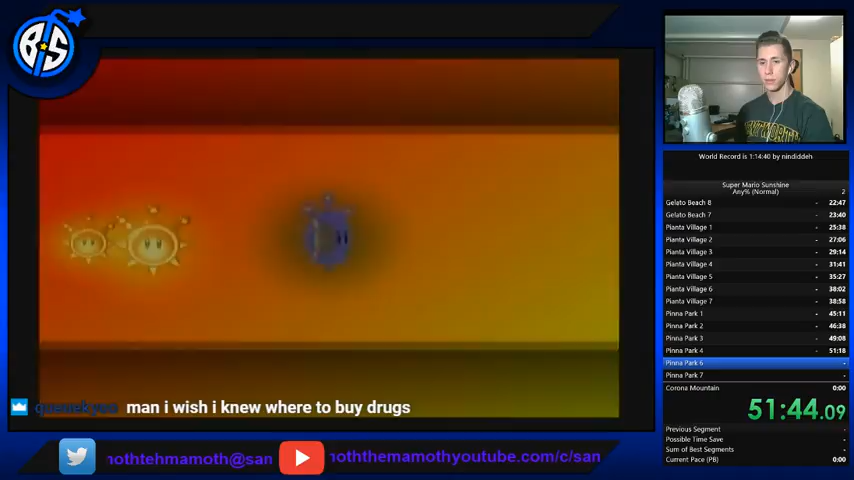 BS
World Record is 1:14:40 by nindiddeh
Super Mario Sunshine
Any% (Normal) 2
Gelato Beach 8 - 22:47
Gelato Beach 7 - 23:40
Pianta Village 1 - 25:38
Pianta Village 2 - 27:06
Pianta Village 3 - 29:14
Pianta Village 4 - 31:41
Pianta Village 5 - 35:27
Pianta Village 6 - 38:02
Pianta Village 7 - 38:58
Pinna Park 1 - 45:11
Pinna Park 2 - 46:38
Pinna Park 3 - 49:08
Pinna Park 4 - 51:18
Pinna Park 6 -
Pinna Park 7 -
Corona Mountain 0:00
51:44.09
Previous Segment -
Possible Time Save -
Sum of Best Segments -
Current Pace (PB) 0:00
man i wish i knew where to buy drugs
nothtehmamoth@san
noththemamothyoutube.com/c/san